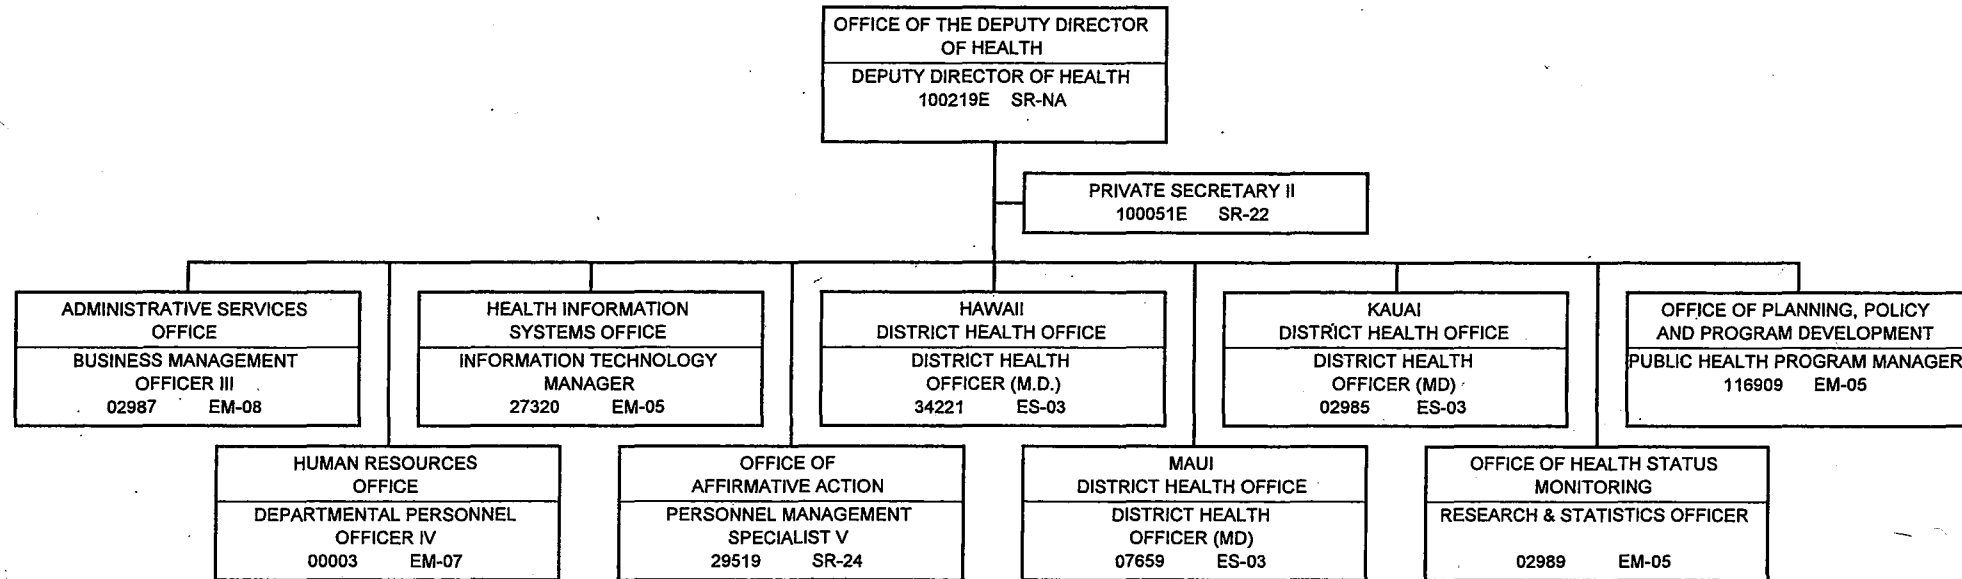 OFFICE OF THE DEPUTY DIRECTOR
OF HEALTH
DEPUTY DIRECTOR OF HEALTH
100219E SR-NA
PRIVATE SECRETARY II
100051E SR-22
ADMINISTRATIVE SERVICES
OFFICE
BUSINESS MANAGEMENT
OFFICER III
02987 EM-08
HEALTH INFORMATION
SYSTEMS OFFICE
INFORMATION TECHNOLOGY
MANAGER
27320 EM-05
HAWAII
DISTRICT HEALTH OFFICE
DISTRICT HEALTH
OFFICER (M.D.)
34221 ES-03
KAUAI
DISTRICT HEALTH OFFICE
DISTRICT HEALTH
OFFICER (MD)
02985 ES-03
OFFICE OF PLANNING, POLICY
AND PROGRAM DEVELOPMENT
PUBLIC HEALTH PROGRAM MANAGER
116909 EM-05
HUMAN RESOURCES
OFFICE
DEPARTMENTAL PERSONNEL
OFFICER IV
00003 EM-07
OFFICE OF
AFFIRMATIVE ACTION
PERSONNEL MANAGEMENT
SPECIALIST V
29519 SR-24
MAUI
DISTRICT HEALTH OFFICE
DISTRICT HEALTH
OFFICER (MD)
07659 ES-03
OFFICE OF HEALTH STATUS
MONITORING
RESEARCH & STATISTICS OFFICER
02989 EM-05